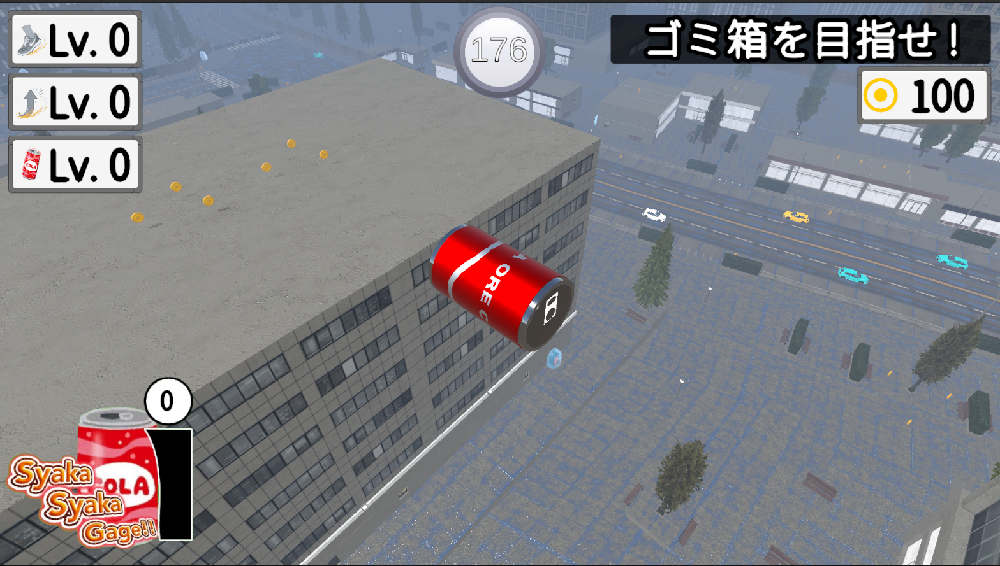 Lv. 0
176
ゴミ箱を目指せ!
100
Lv. 0
COLA
Lv. 0
ORE C
0
OLA
Syaka
Syaka
Gage!!